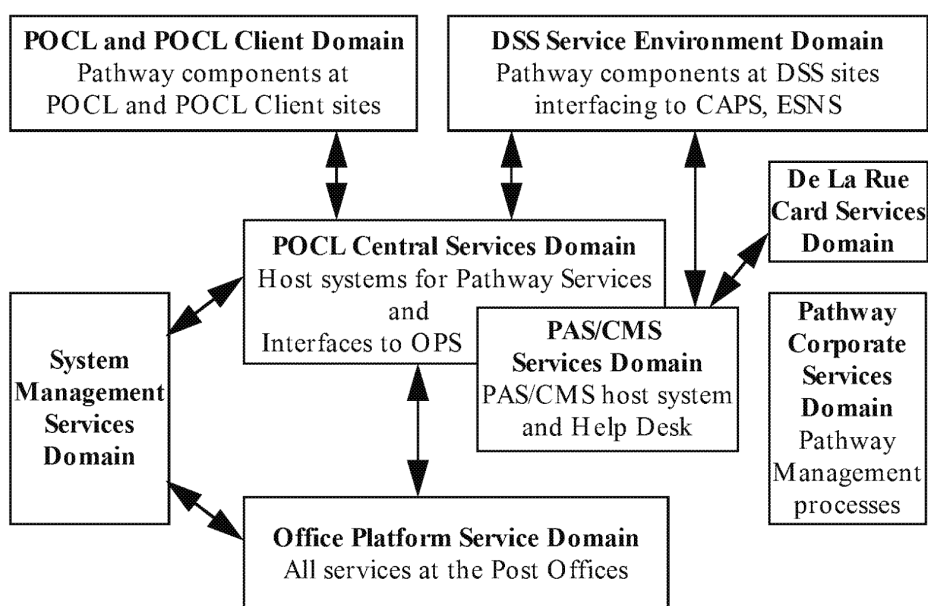 POCL and POCL Client Domain
Pathway components at
POCL and POCL Client sites
DSS Service Environment Domain
Pathway components at DSS sites
interfacing to CAPS, ESNS
De La Rue
Card Services
Domain
POCL Central Services Domain
Host systems for Pathway Services
and
Interfaces to OPS
PAS/CMS
Services Domain
PAS/CMS host system
and Help Desk
System
Management
Services
Domain
Pathway
Corporate
Services
Domain
Pathway
Management
processes
Office Platform Service Domain
All services at the Post Offices